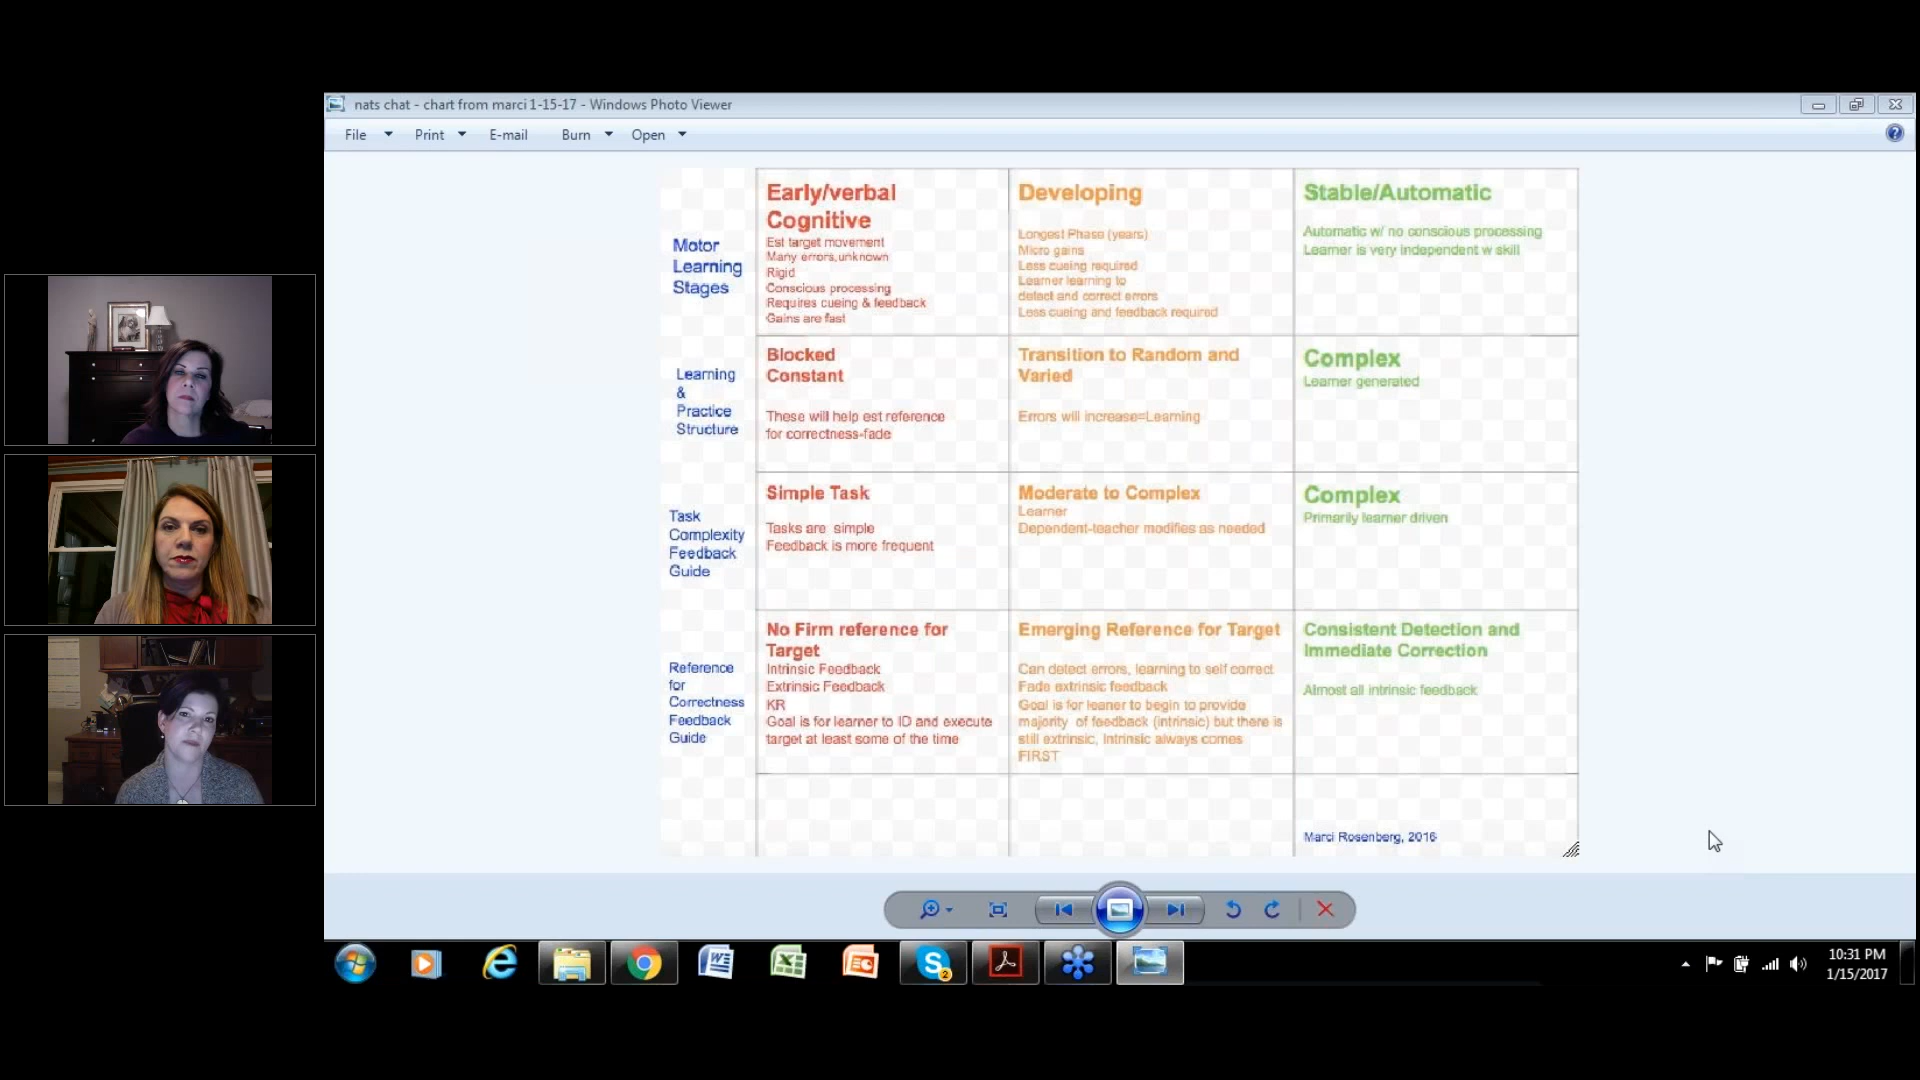 nats chat - chart from marci 1-15-17 - Windows Photo Viewer
File Print E-mail Burn Open
Motor
Learning
Stages
Early/verbal
Cognitive
Est target movement
Many errors,unknown
Rigid
Conscious processing
Requires cueing & feedback
Gains are fast
Developing
Longest Phase (years)
Micro gains
Less cueing required
Learner learning to
detect and correct errors
Less cueing and feedback required
Stable/Automatic
Automatic w/ no conscious processing
Learner is very independent w skill
Learning
&
Practice
Structure
Blocked
Constant
These will help est reference
for correctness-fade
Transition to Random and
Varied
Errors will increase=Learning
Complex
Learner generated
Task
Complexity
Feedback
Guide
Simple Task
Tasks are simple
Feedback is more frequent
Moderate to Complex
Learner
Dependent-teacher modifies as needed
Complex
Primarily learner driven
Reference
for
Correctness
Feedback
Guide
No Firm reference for
Target
Intrinsic Feedback
Extrinsic Feedback
KR
Goal is for learner to ID and execute
target at least some of the time
Emerging Reference for Target
Can detect errors, learning to self correct
Fade extrinsic feedback
Goal is for leaner to begin to provide
majority of feedback (intrinsic) but there is
still extrinsic, Intrinsic always comes
FIRST
Consistent Detection and
Immediate Correction
Almost all intrinsic feedback
Marci Rosenberg, 2016
2
10:31 PM
1/15/2017